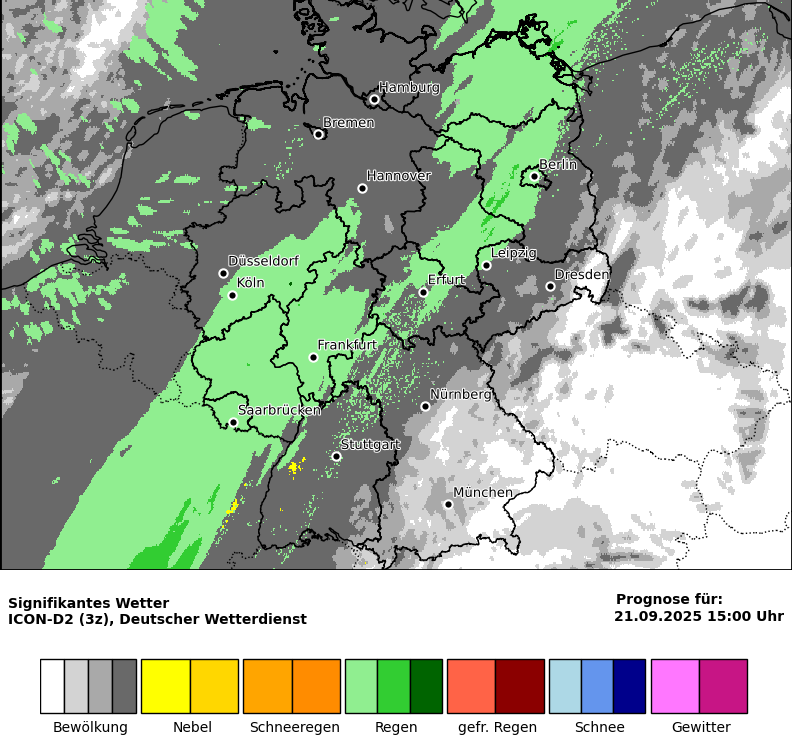 Hamburg
Bremen
Berlin
Hannover
Leipzig
Düsseldorf
Dresden
Köln
Erfurt
Frankfurt
Nürnberg
Saarbrücken
Stuttgart
München
Signifikantes Wetter
ICON-D2 (3z), Deutscher Wetterdienst
Prognose für:
21.09.2025 15:00 Uhr
Bewölkung Nebel Schneeregen Regen gefr. Regen Schnee Gewitter